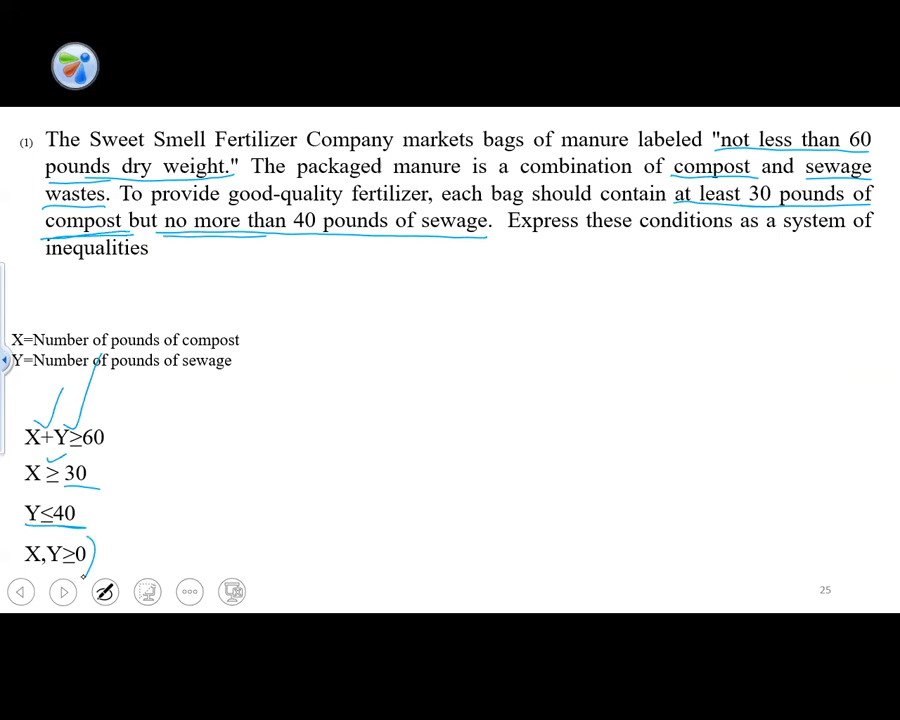 (1) The Sweet Smell Fertilizer Company markets bags of manure labeled "not less than 60
pounds dry weight." The packaged manure is a combination of compost and sewage
wastes. To provide good-quality fertilizer, each bag should contain at least 30 pounds of
compost but no more than 40 pounds of sewage. Express these conditions as a system of
inequalities
X=Number of pounds of compost
Y=Number of pounds of sewage
X+Y≥60
X ≥ 30
Y≤40
X,Y≥0
25